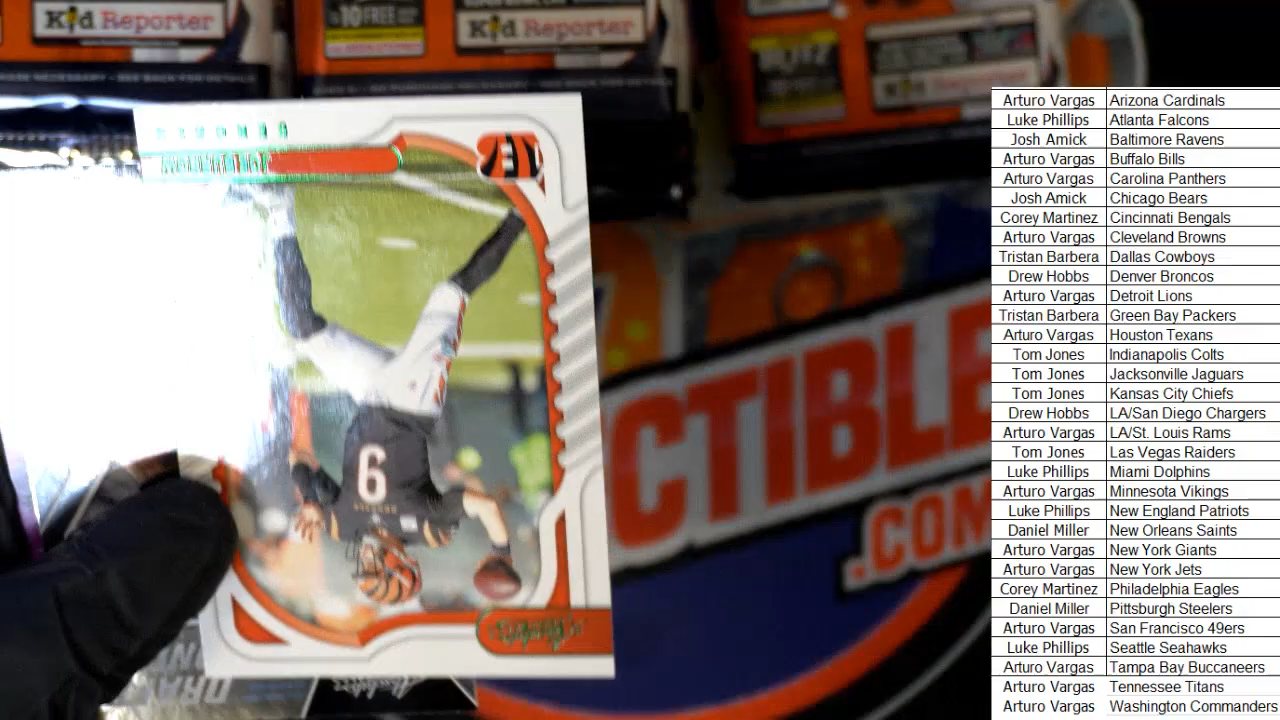 10 FREE
Kid Reporter
Kid Reporter
BLITZ
Kid Reporter
9
CTIBLE
.COM
Arturo Vargas Arizona Cardinals
Luke Phillips Atlanta Falcons
Josh Amick Baltimore Ravens
Arturo Vargas Buffalo Bills
Arturo Vargas Carolina Panthers
Josh Amick Chicago Bears
Corey Martinez Cincinnati Bengals
Arturo Vargas Cleveland Browns
Tristan Barbera Dallas Cowboys
Drew Hobbs Denver Broncos
Arturo Vargas Detroit Lions
Tristan Barbera Green Bay Packers
Arturo Vargas Houston Texans
Tom Jones Indianapolis Colts
Tom Jones Jacksonville Jaguars
Tom Jones Kansas City Chiefs
Drew Hobbs LA/San Diego Chargers
Arturo Vargas LA/St. Louis Rams
Tom Jones Las Vegas Raiders
Luke Phillips Miami Dolphins
Arturo Vargas Minnesota Vikings
Luke Phillips New England Patriots
Daniel Miller New Orleans Saints
Arturo Vargas New York Giants
Arturo Vargas New York Jets
Corey Martinez Philadelphia Eagles
Daniel Miller Pittsburgh Steelers
Arturo Vargas San Francisco 49ers
Luke Phillips Seattle Seahawks
Arturo Vargas Tampa Bay Buccaneers
Arturo Vargas Tennessee Titans
Arturo Vargas Washington Commanders